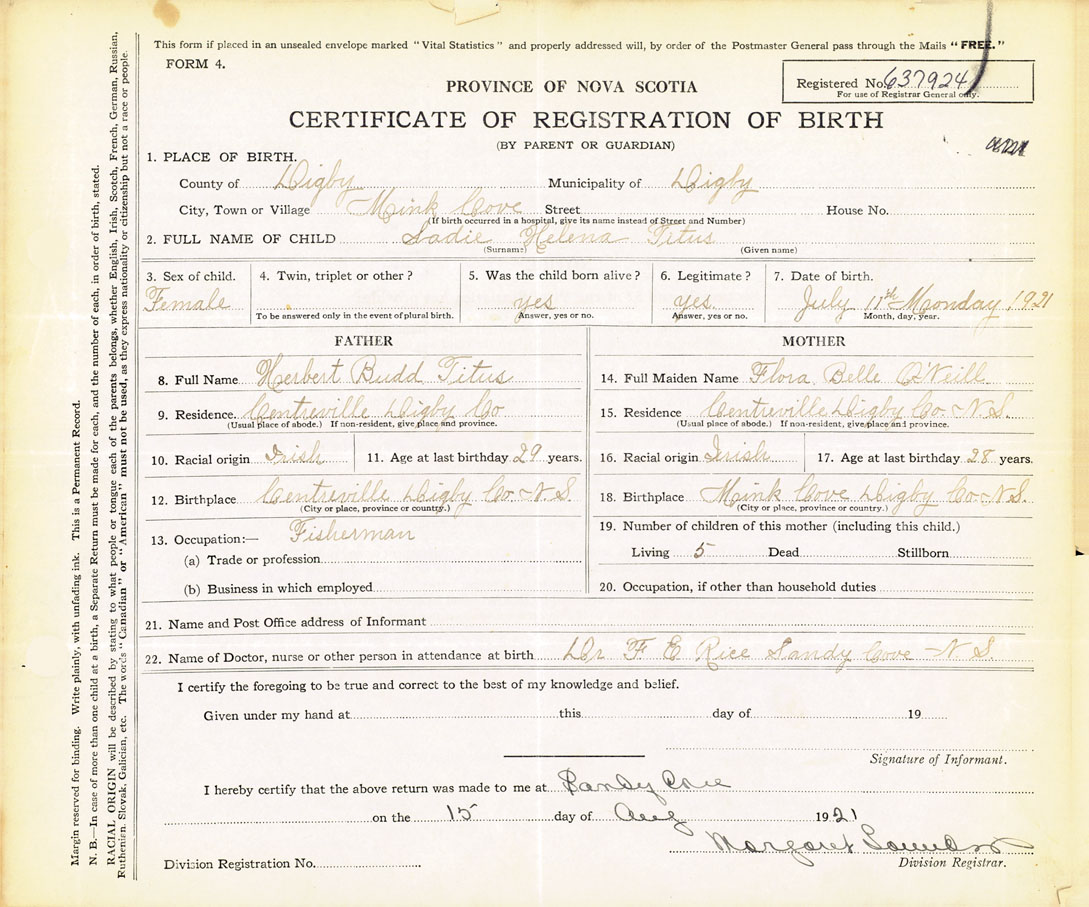 This form if placed in an unsealed envelope marked "Vital Statistics" and properly addressed will, by order of the Postmaster General pass through the Mails "FREE."
FORM 4.
Registered No. 637924
For use of Registrar General only.
PROVINCE OF NOVA SCOTIA
CERTIFICATE OF REGISTRATION OF BIRTH
(BY PARENT OR GUARDIAN)
1. PLACE OF BIRTH.
County of Digby Municipality of Digby
City, Town or Village Mink Cove Street House No.
(If birth occurred in a hospital, give its name instead of Street and Number)
2. FULL NAME OF CHILD Sadie Helena Titus
(Surname) (Given name)
3. Sex of child. 4. Twin, triplet or other? 5. Was the child born alive? 6. Legitimate? 7. Date of birth.
Female yes yes. July 11th Monday 1921
To be answered only in the event of plural birth. Answer, yes or no. Answer, yes or no. Month, day, year.
FATHER
8. Full Name Herbert Budd Titus
9. Residence. Centreville Digby Co
(Usual place of abode.) If non-resident, give place and province.
10. Racial origin Irish 11. Age at last birthday 29 years.
12. Birthplace Centreville Digby Co. N. S.
(City or place, province or country.)
13. Occupation:— Fisherman
(a) Trade or profession
(b) Business in which employed
MOTHER
14. Full Maiden Name Flora Belle O'Neill
15. Residence Centreville Digby Co. N.S.
(Usual place of abode.) If non-resident, give place and province.
16. Racial origin Irish 17. Age at last birthday 28 years.
18. Birthplace Mink Cove Digby Co. N.S.
(City or place, province or country.)
19. Number of children of this mother (including this child.)
Living 5 Dead Stillborn
20. Occupation, if other than household duties
21. Name and Post Office address of Informant
22. Name of Doctor, nurse or other person in attendance at birth Dr F. E Rice Sandy Cove N S.
I certify the foregoing to be true and correct to the best of my knowledge and belief.
Given under my hand at this day of 19
Signature of Informant.
I hereby certify that the above return was made to me at Sandy Cove
on the 15 day of Aug 1921
Margaret
Division Registration No. Division Registrar.
Margin reserved for binding. Write plainly, with unfading ink. This is a Permanent Record.
N. B.—In case of more than one child at a birth, a Separate Return must be made for each, and the number of each, in order of birth, stated.
RACIAL ORIGIN will be described by stating to what people or tongue each of the parents belongs, whether English, Irish, Scotch, French, German, Russian,
Ruthenian, Slovak, Galician, etc. The words "Canadian" or "American" must not be used, as they express nationality or citizenship but not a race or people.